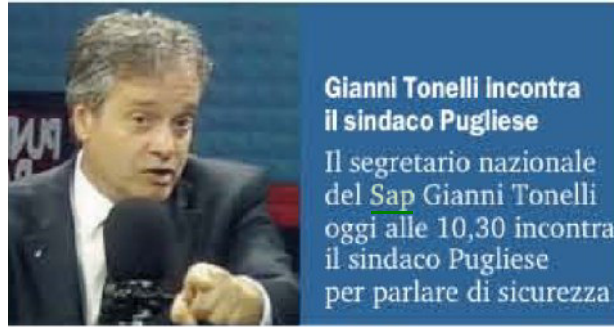 Gianni Tonelli incontra
il sindaco Pugliese
Il segretario nazionale
del Sap Gianni Tonelli
oggi alle 10,30 incontra
il sindaco Pugliese
per parlare di sicurezza